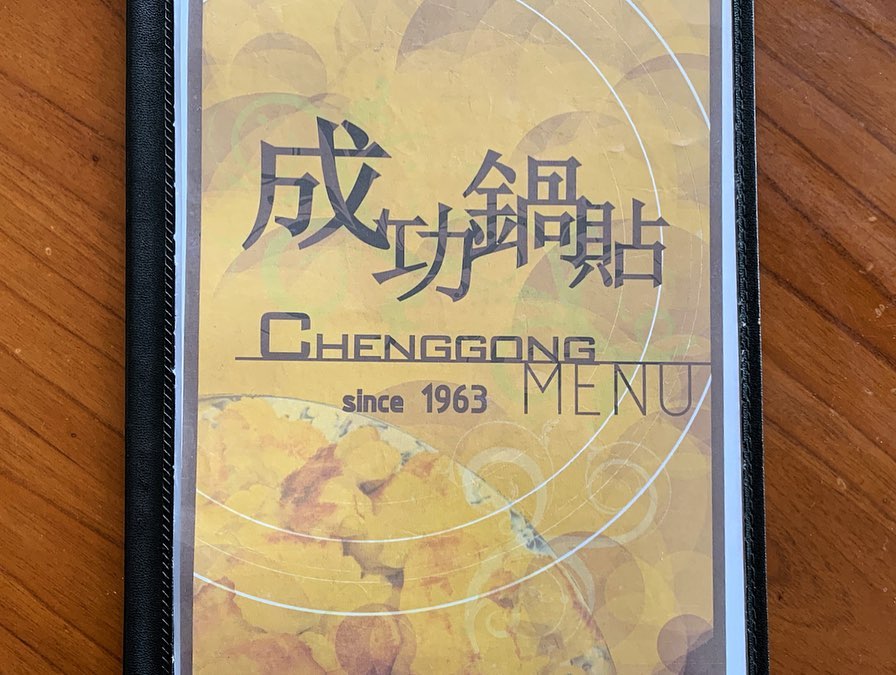 成功鍋貼
CHENGGONG
since 1963 MENU